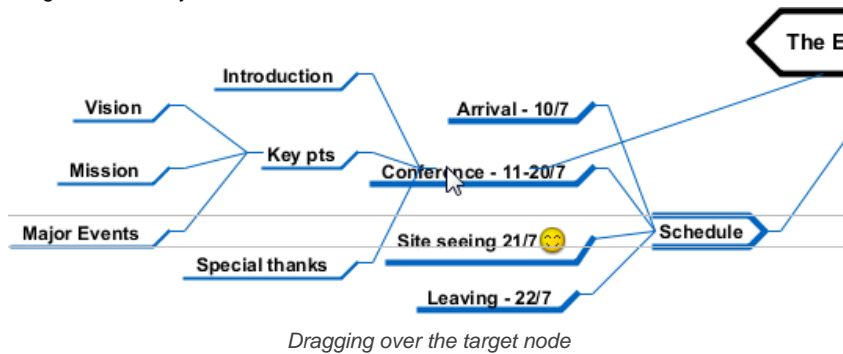 The E
Introduction
Vision
Arrival - 10/7
Key pts
Mission
Conference - 11-20/7
Major Events
Site seeing 21/7
Schedule
Special thanks
Leaving - 22/7
Dragging over the target node